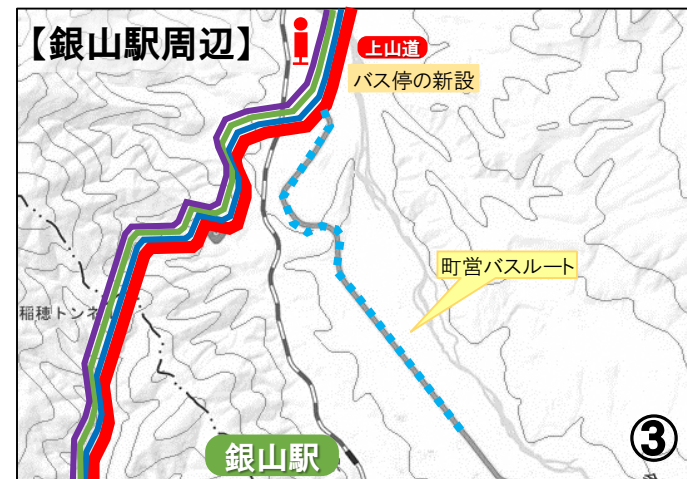 【銀山駅周辺】
上山道
バス停の新設
町営バスルート
稲穂トンネ
銀山駅
③